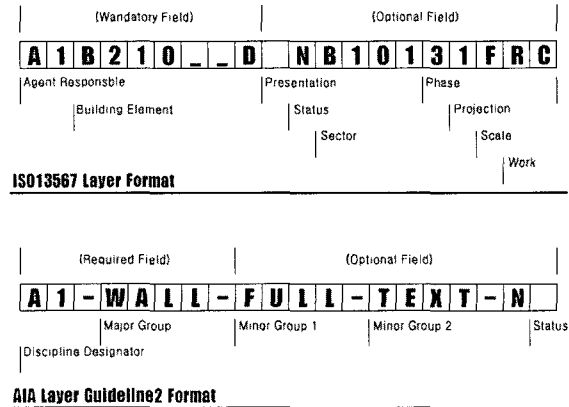 (Wandatory Field) (Optional Field)
A 1 B 2 1 0 _ _ D N B 1 0 1 3 1 F R C
Agent Responsble Presentation Phase
Building Element Status Projection
Sector Scale
Work
ISO13567 Layer Format
(Required Field) (Optional Field)
A 1 - W A L L - F U L L - T E X T - N
Major Group Minor Group 1 Minor Group 2 Status
Discipline Designator
AIA Layer Guideline2 Format